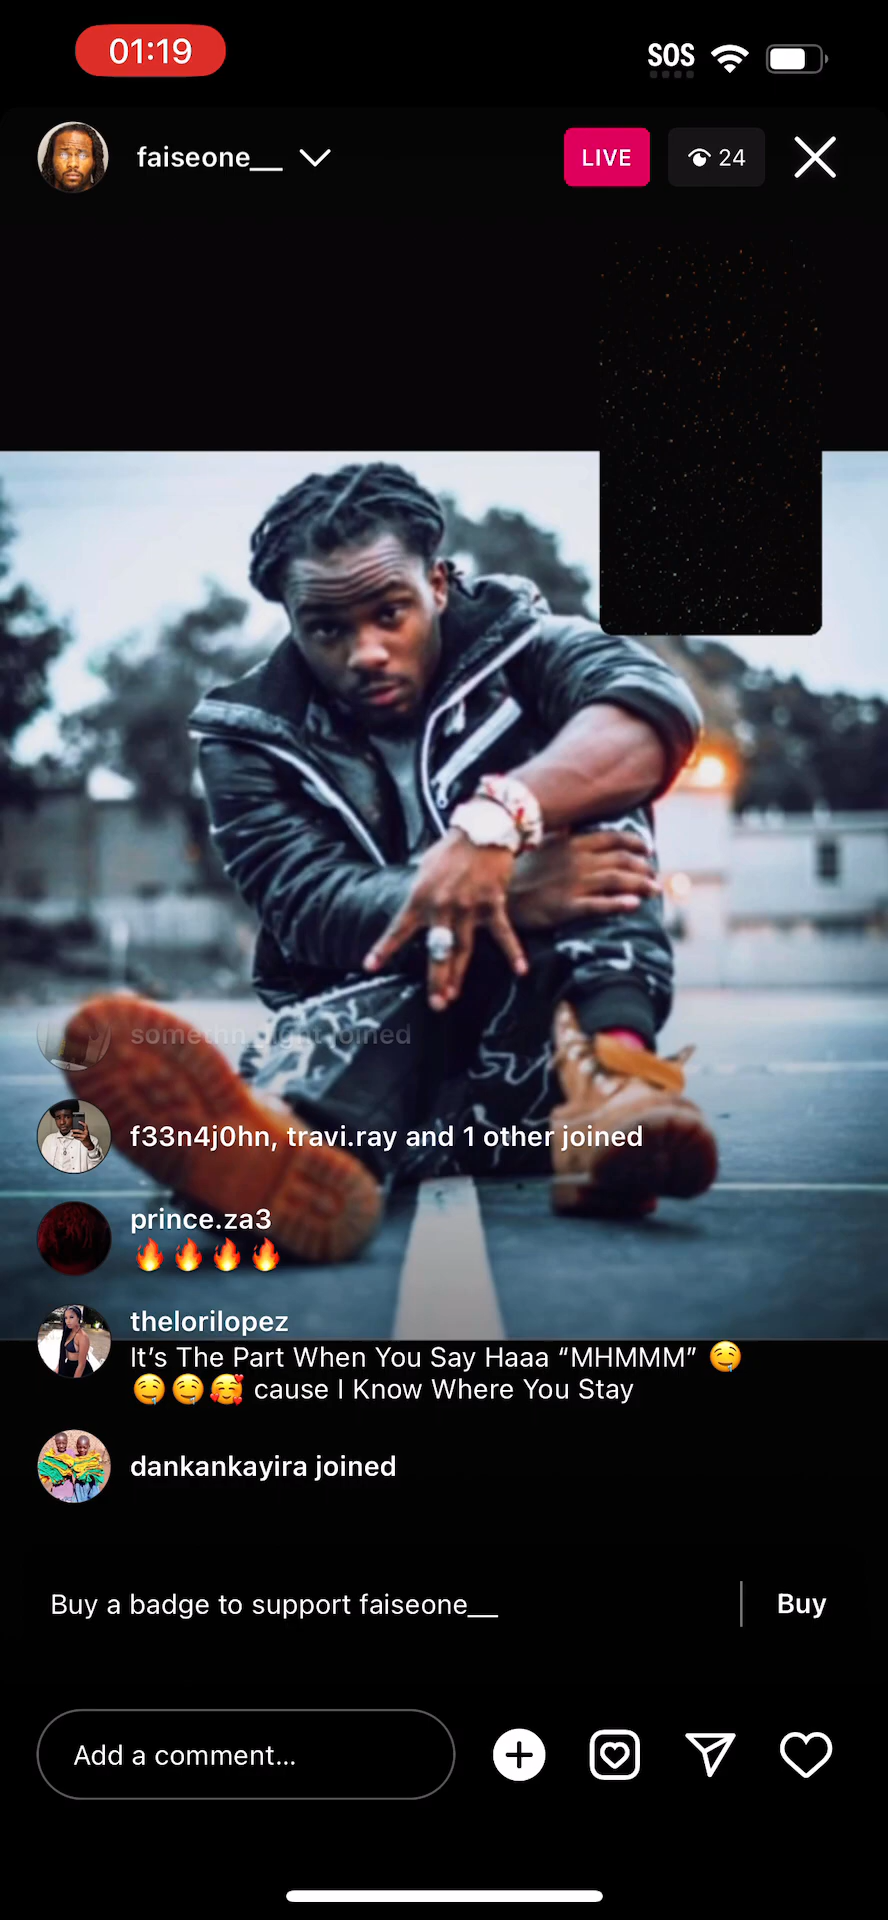 01:19
SOS
faiseone__
LIVE
24
joined
f33n4j0hn, travi.ray and 1 other joined
prince.za3
🔥🔥🔥🔥
thelorilopez
It’s The Part When You Say Haaa “MHMMM” 🤤
🤤🤤🥰 cause I Know Where You Stay
dankankayira joined
Buy a badge to support faiseone__
Buy
Add a comment...